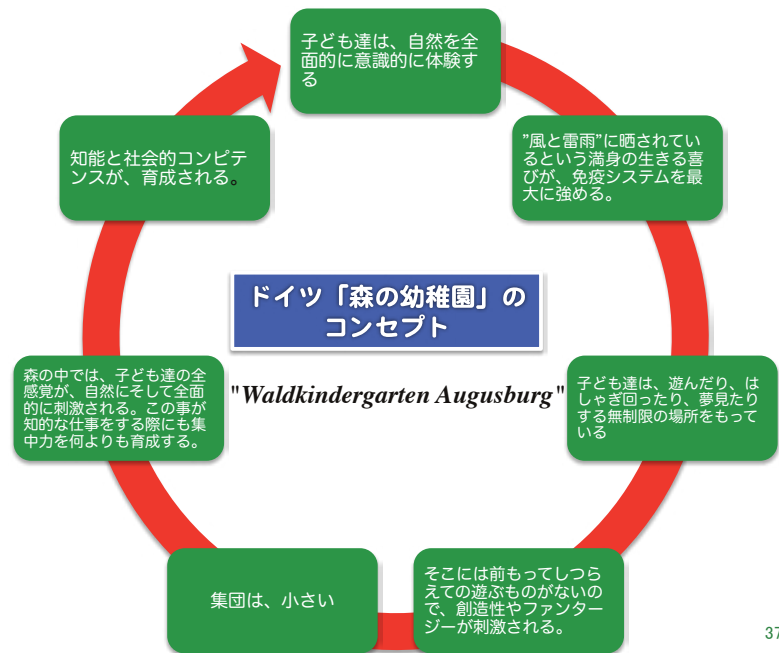 子ども達は、自然を全
面的に意識的に体験す
る
”風と雷雨”に晒されてい
るという満身の生きる喜
びが、免疫システムを最
大に強める。
子ども達は、遊んだり、は
しゃぎ回ったり、夢見たり
する無制限の場所をもって
いる
そこには前もってしつら
えての遊ぶものがないの
で、創造性やファンター
ジーが刺激される。
集団は、小さい
森の中では、子ども達の全
感覚が、自然にそして全面
的に刺激される。この事が
知的な仕事をする際にも集
中力を何よりも育成する。
知能と社会的コンピテ
ンスが、育成される。
ドイツ「森の幼稚園」の
コンセプト
"Waldkindergarten Augusburg"
37